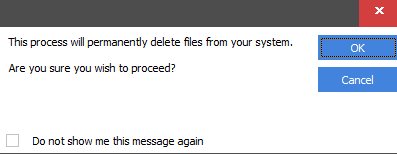 This process will permanently delete files from your system.
OK
Are you sure you wish to proceed?
Cancel
Do not show me this message again